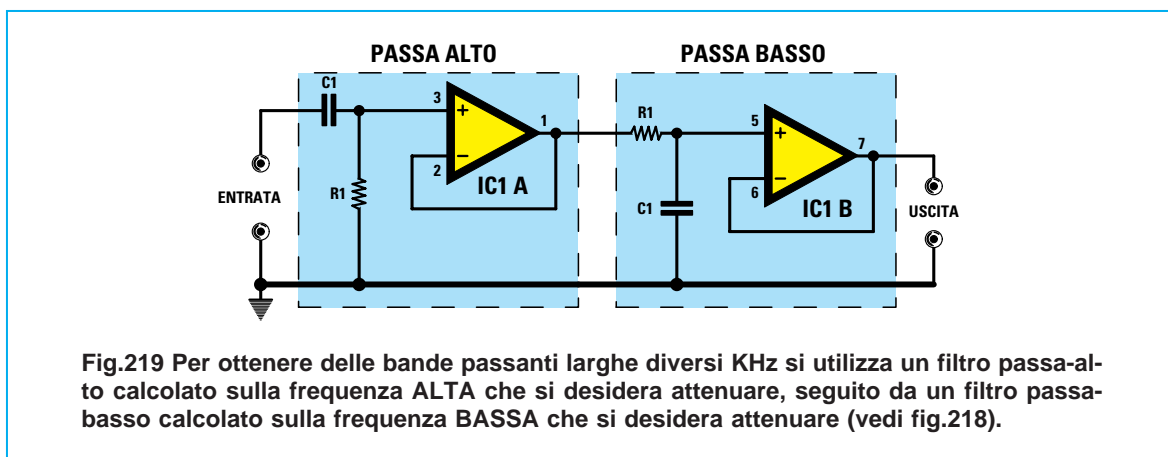 PASSA ALTO
PASSA BASSO
C1
3
+
1
−
2
IC1 A
R1
ENTRATA
R1
5
+
7
−
6
IC1 B
C1
USCITA
Fig.219 Per ottenere delle bande passanti larghe diversi KHz si utilizza un filtro passa-al-
to calcolato sulla frequenza ALTA che si desidera attenuare, seguito da un filtro passa-
basso calcolato sulla frequenza BASSA che si desidera attenuare (vedi fig.218).